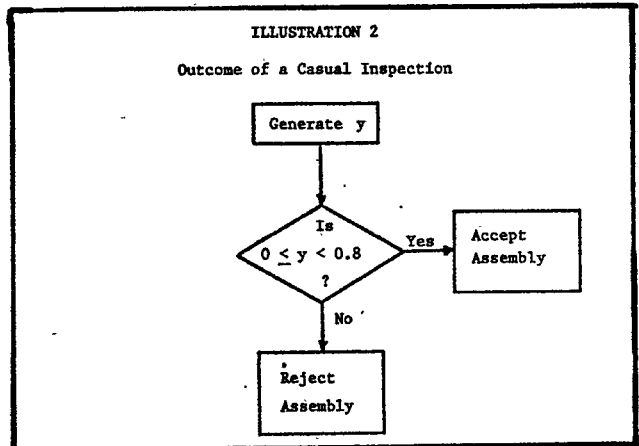 ILLUSTRATION 2
Outcome of a Casual Inspection
Generate y
Is
0 ≤ y < 0.8
?
Yes
Accept
Assembly
No
Reject
Assembly